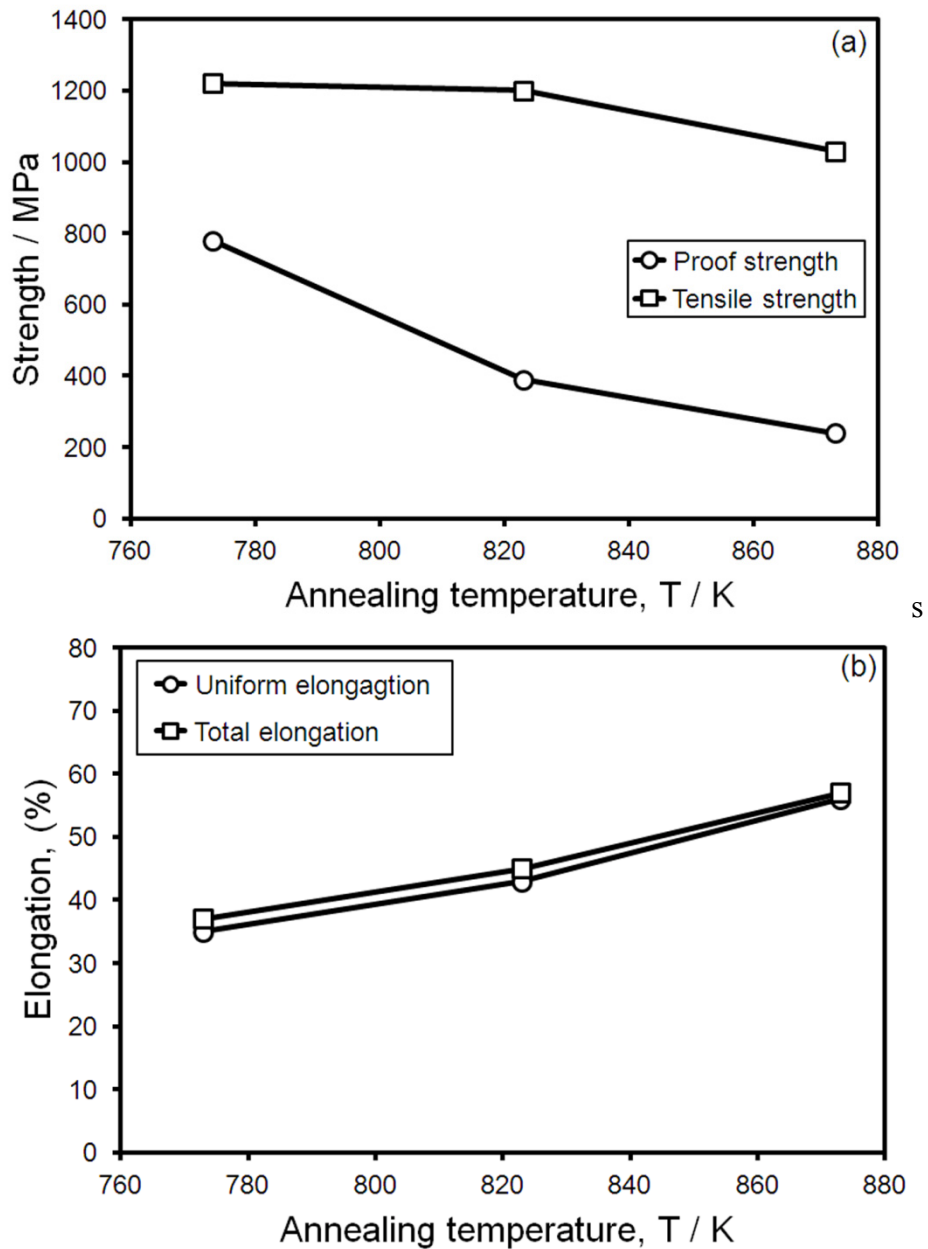 1400
1200
1000
800
600
400
200
0
Strength / MPa
(a)
Proof strength
Tensile strength
760 780 800 820 840 860 880
Annealing temperature, T / K
s
80
70
60
50
40
30
20
10
0
Elongation, (%)
(b)
Uniform elongagtion
Total elongation
760 780 800 820 840 860 880
Annealing temperature, T / K